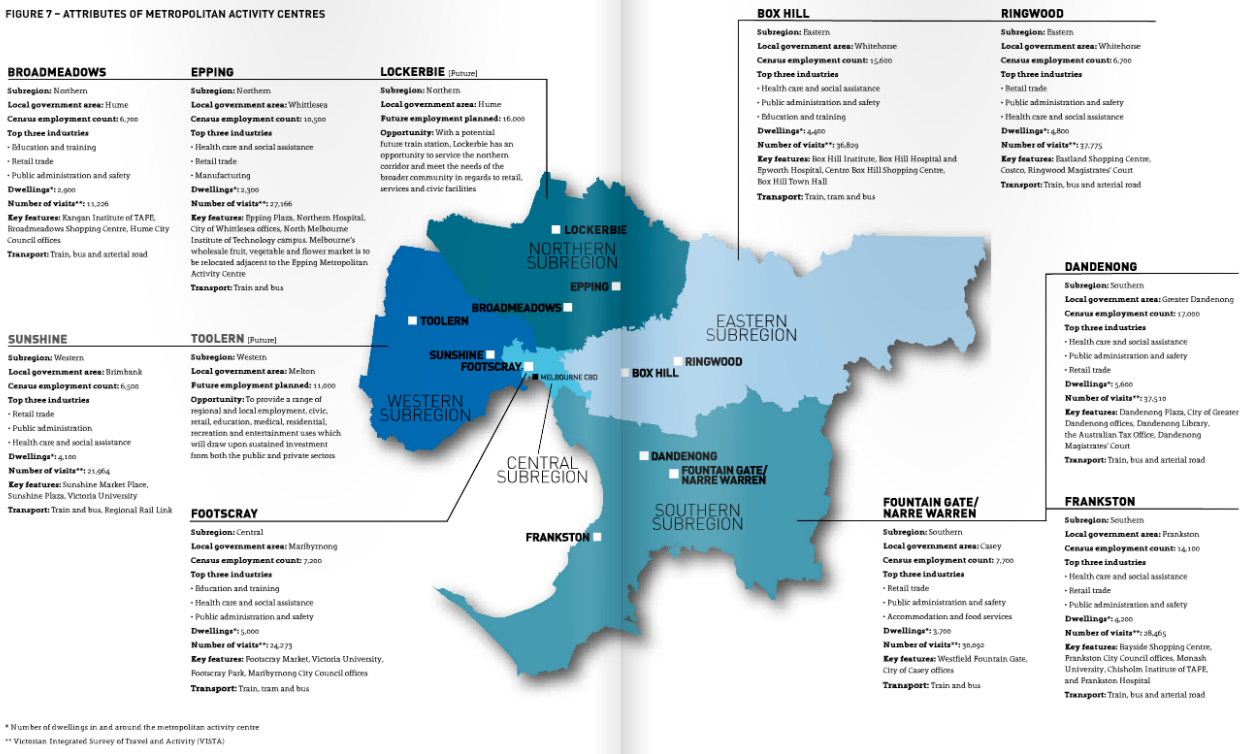 FIGURE 7 – ATTRIBUTES OF METROPOLITAN ACTIVITY CENTRES
BROADMEADOWS
Subregion: Northern
Local government area: Hume
Census employment count: 6,700
Top three industries
• Education and training
• Retail trade
• Public administration and safety
Dwellings*: 2,900
Number of visits**: 11,226
Key features: Kangan Institute of TAFE,
Broadmeadows Shopping Centre, Hume City
Council offices
Transport: Train, bus and arterial road
EPPING
Subregion: Northern
Local government area: Whittlesea
Census employment count: 10,500
Top three industries
• Health care and social assistance
• Retail trade
• Manufacturing
Dwellings*: 2,300
Number of visits**: 27,166
Key features: Epping Plaza, Northern Hospital,
City of Whittlesea offices, North Melbourne
Institute of Technology campus. Melbourne's
wholesale fruit, vegetable and flower market is to
be relocated adjacent to the Epping Metropolitan
Activity Centre
Transport: Train and bus
LOCKERBIE [Future]
Subregion: Northern
Local government area: Hume
Future employment planned: 16,000
Opportunity: With a potential
future train station, Lockerbie has an
opportunity to service the northern
corridor and meet the needs of the
broader community in regards to retail,
services and civic facilities
BOX HILL
Subregion: Eastern
Local government area: Whitehorse
Census employment count: 15,600
Top three industries
• Health care and social assistance
• Public administration and safety
• Education and training
Dwellings*: 4,400
Number of visits**: 36,829
Key features: Box Hill Institute, Box Hill Hospital and
Epworth Hospital, Centro Box Hill Shopping Centre,
Box Hill Town Hall
Transport: Train, tram and bus
RINGWOOD
Subregion: Eastern
Local government area: Whitehorse
Census employment count: 6,700
Top three industries
• Retail trade
• Public administration and safety
• Health care and social assistance
Dwellings*: 4,800
Number of visits**: 37,775
Key features: Eastland Shopping Centre,
Costco, Ringwood Magistrates' Court
Transport: Train, bus and arterial road
SUNSHINE
Subregion: Western
Local government area: Brimbank
Census employment count: 6,500
Top three industries
• Retail trade
• Public administration
• Health care and social assistance
Dwellings*: 4,100
Number of visits**: 21,964
Key features: Sunshine Market Place,
Sunshine Plaza, Victoria University
Transport: Train and bus, Regional Rail Link
TOOLERN [Future]
Subregion: Western
Local government area: Melton
Future employment planned: 11,000
Opportunity: To provide a range of
regional and local employment, civic,
retail, education, medical, residential,
recreation and entertainment uses which
will draw upon sustained investment
from both the public and private sectors
FOOTSCRAY
Subregion: Central
Local government area: Maribyrnong
Census employment count: 7,200
Top three industries
• Education and training
• Health care and social assistance
• Public administration and safety
Dwellings*: 5,000
Number of visits**: 24,273
Key features: Footscray Market, Victoria University,
Footscray Park, Maribyrnong City Council offices
Transport: Train, tram and bus
LOCKERBIE
NORTHERN
SUBREGION
EPPING
BROADMEADOWS
TOOLERN
SUNSHINE
FOOTSCRAY
MELBOURNE CBD
WESTERN
SUBREGION
EASTERN
SUBREGION
RINGWOOD
BOX HILL
CENTRAL
SUBREGION
DANDENONG
FOUNTAIN GATE/
NARRE WARREN
SOUTHERN
SUBREGION
FRANKSTON
DANDENONG
Subregion: Southern
Local government area: Greater Dandenong
Census employment count: 17,000
Top three industries
• Health care and social assistance
• Public administration and safety
• Retail trade
Dwellings*: 5,600
Number of visits**: 37,510
Key features: Dandenong Plaza, City of Greater
Dandenong offices, Dandenong Library,
the Australian Tax Office, Dandenong
Magistrates' Court
Transport: Train, bus and arterial road
FOUNTAIN GATE/
NARRE WARREN
Subregion: Southern
Local government area: Casey
Census employment count: 7,700
Top three industries
• Retail trade
• Public administration and safety
• Accommodation and food services
Dwellings*: 3,700
Number of visits**: 30,092
Key features: Westfield Fountain Gate,
City of Casey offices
Transport: Train and bus
FRANKSTON
Subregion: Southern
Local government area: Frankston
Census employment count: 14,100
Top three industries
• Health care and social assistance
• Retail trade
• Public administration and safety
Dwellings*: 4,200
Number of visits**: 28,465
Key features: Bayside Shopping Centre,
Frankston City Council offices, Monash
University, Chisholm Institute of TAFE,
and Frankston Hospital
Transport: Train, bus and arterial road
* Number of dwellings in and around the metropolitan activity centre
** Victorian Integrated Survey of Travel and Activity (VISTA)